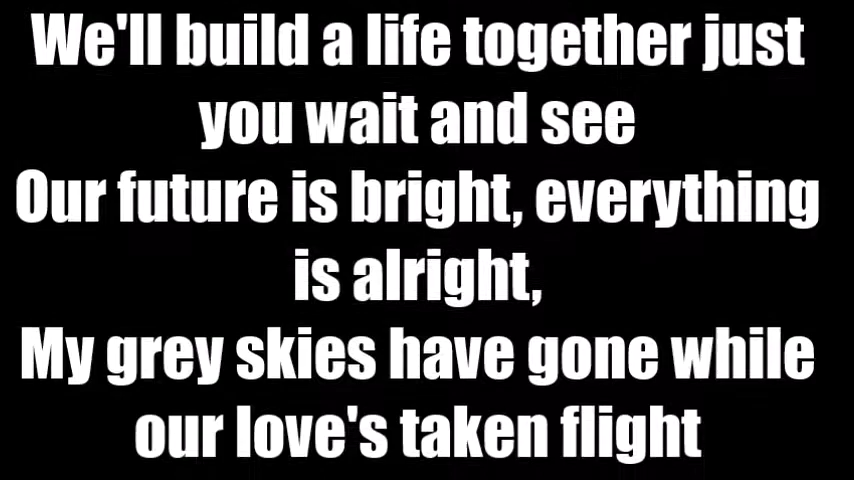 We'll build a life together just
you wait and see
Our future is bright, everything
is alright,
My grey skies have gone while
our love's taken flight